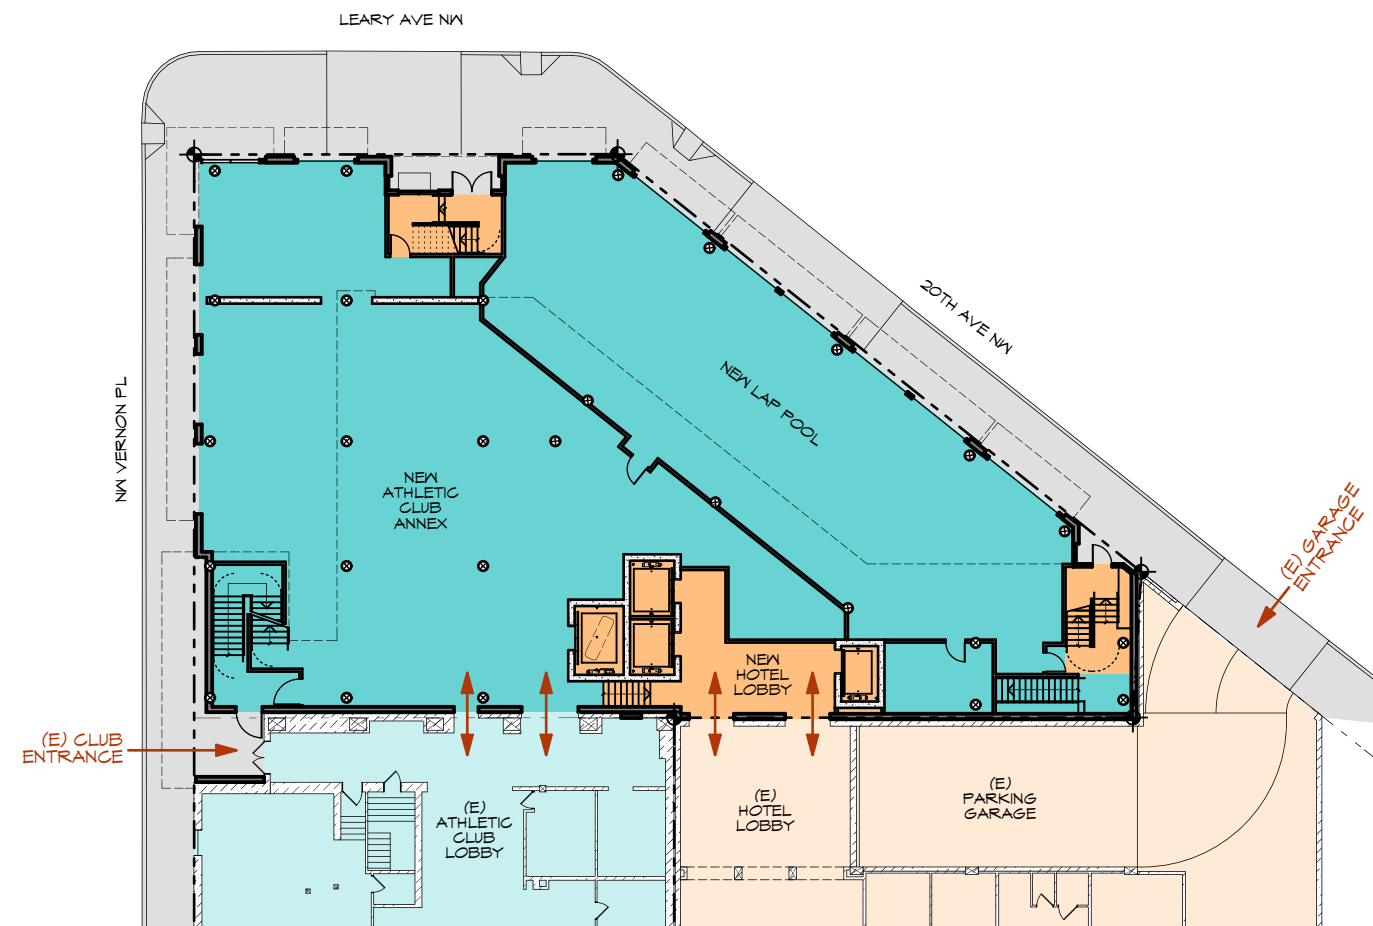 LEARY AVE NW
20TH AVE NW
NW VERNON PL
NEW LAP POOL
NEW
ATHLETIC
CLUB
ANNEX
(E) GARAGE
ENTRANCE
NEW
HOTEL
LOBBY
(E) CLUB
ENTRANCE
(E)
ATHLETIC
CLUB
LOBBY
(E)
HOTEL
LOBBY
(E)
PARKING
GARAGE